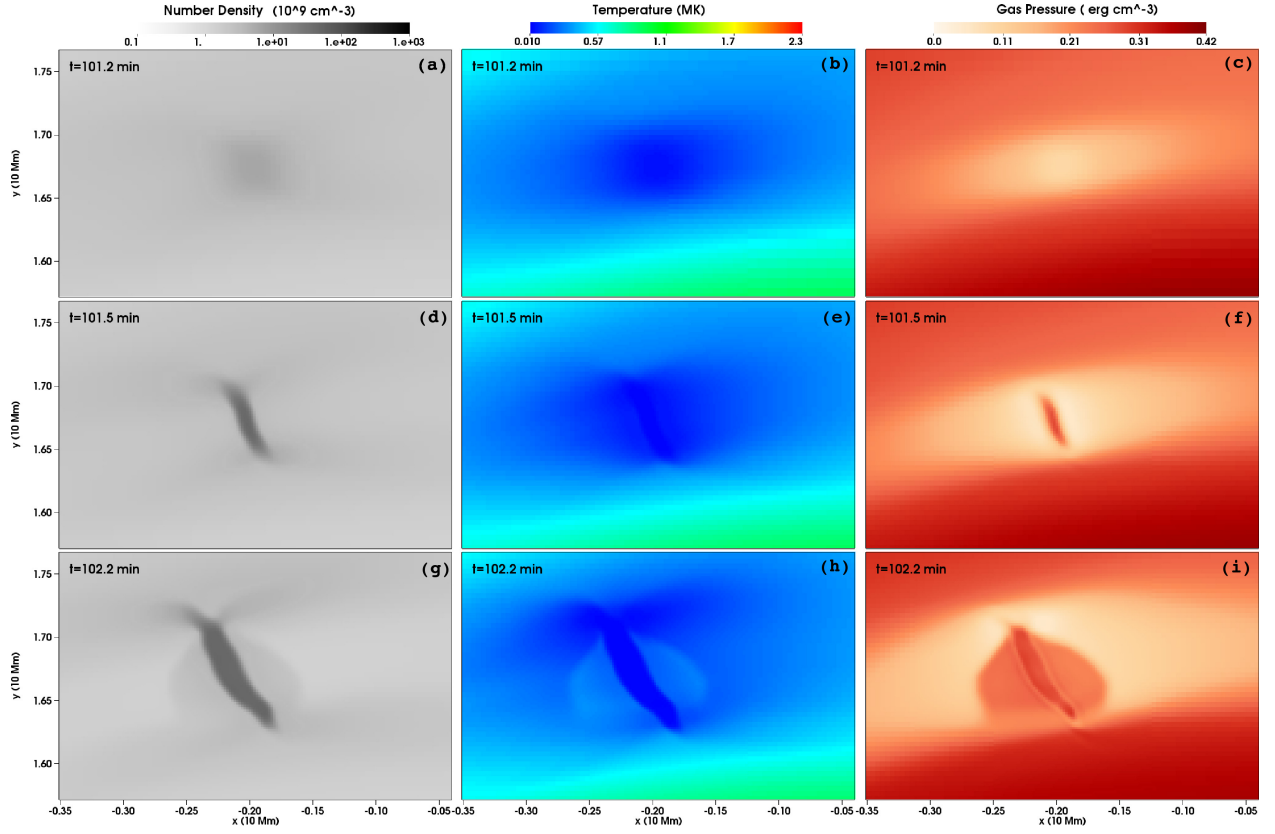 Number Density (10^9 cm^-3) Temperature (MK) Gas Pressure ( erg cm^-3)
0.1 1. 1.e+01 1.e+02 1.e+03 0.010 0.57 1.1 1.7 2.3 0.0 0.11 0.21 0.31 0.42
t=101.2 min (a) t=101.2 min (b) t=101.2 min (c)
1.75
1.70
1.65
1.60
y (10 Mm)
t=101.5 min (d) t=101.5 min (e) t=101.5 min (f)
1.75
1.70
1.65
1.60
y (10 Mm)
t=102.2 min (g) t=102.2 min (h) t=102.2 min (i)
1.75
1.70
1.65
1.60
y (10 Mm)
-0.35 -0.30 -0.25 -0.20 -0.15 -0.10 -0.05 -0.35 -0.30 -0.25 -0.20 -0.15 -0.10 -0.05 -0.35 -0.30 -0.25 -0.20 -0.15 -0.10 -0.05
x (10 Mm) x (10 Mm) x (10 Mm)